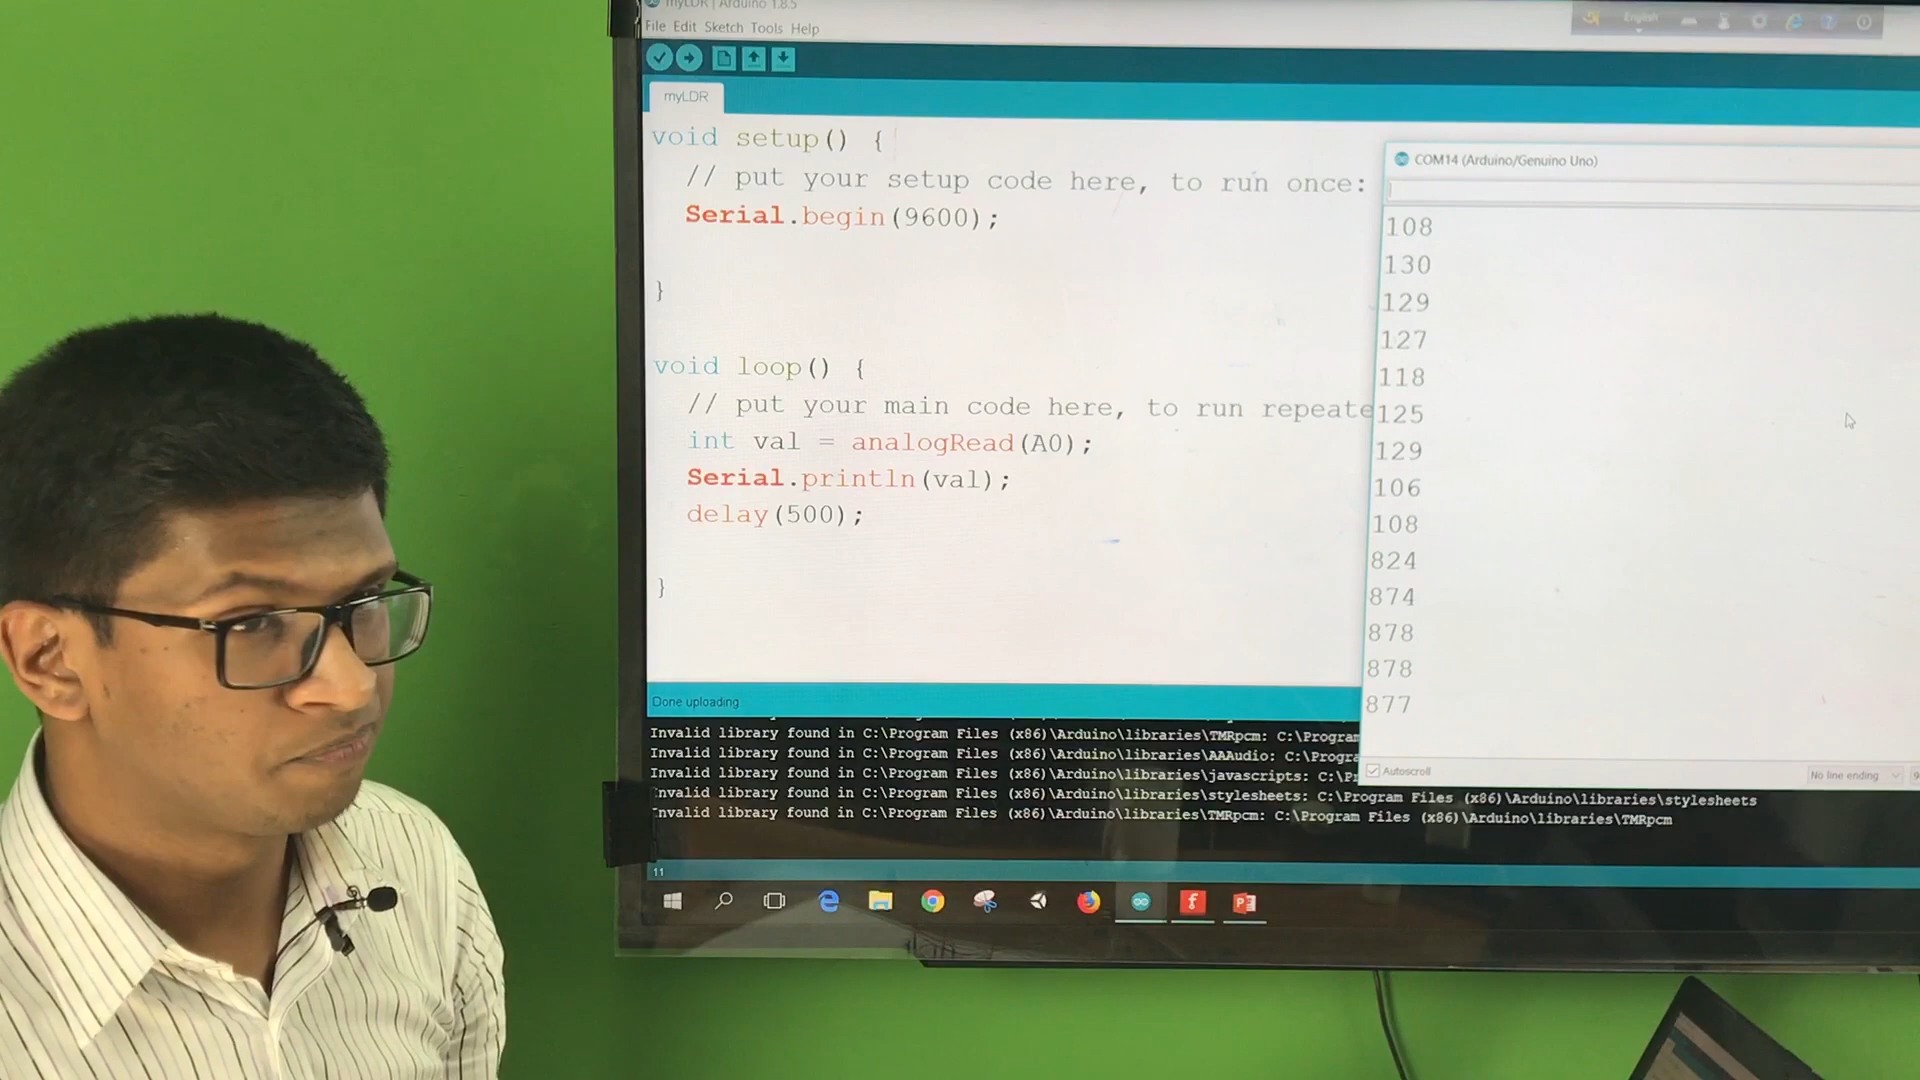 myLDR | Arduino 1.8.5
File Edit Sketch Tools Help
English
myLDR
void setup() {
// put your setup code here, to run once:
Serial.begin(9600);
}
void loop() {
// put your main code here, to run repeate
int val = analogRead(A0);
Serial.println(val);
delay(500);
}
COM14 (Arduino/Genuino Uno)
108
130
129
127
118
125
129
106
108
824
874
878
878
877
Autoscroll
No line ending
Done uploading
Invalid library found in C:\Program Files (x86)\Arduino\libraries\TMRpcm: C:\Program
Invalid library found in C:\Program Files (x86)\Arduino\libraries\AAAudio: C:\Progra
Invalid library found in C:\Program Files (x86)\Arduino\libraries\javascripts: C:\Pr
Invalid library found in C:\Program Files (x86)\Arduino\libraries\stylesheets: C:\Program Files (x86)\Arduino\libraries\stylesheets
Invalid library found in C:\Program Files (x86)\Arduino\libraries\TMRpcm: C:\Program Files (x86)\Arduino\libraries\TMRpcm
11